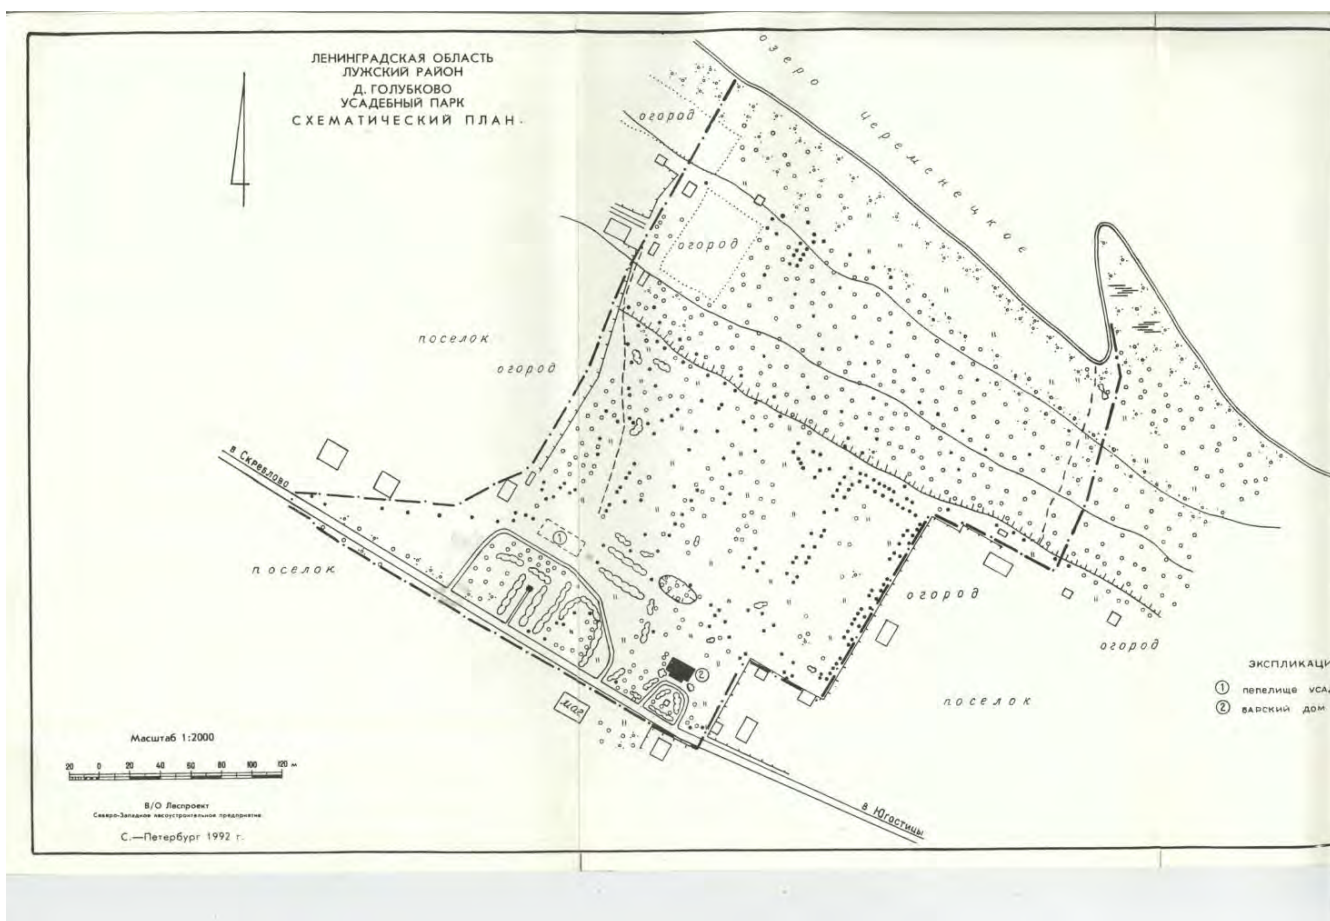 ЛЕНИНГРАДСКАЯ ОБЛАСТЬ
ЛУЖСКИЙ РАЙОН
Д. ГОЛУБКОВО
УСАДЕБНЫЙ ПАРК
СХЕМАТИЧЕСКИЙ ПЛАН.
озеро Череменецкое
огород
огород
поселок
огород
в Скреблово
поселок
1
огород
огород
поселок
2
маг.
ЭКСПЛИКАЦИ
1 пепелище УСА
2 БАРСКИЙ ДОМ
в Югостицы
Масштаб 1:2000
20 0 20 40 60 80 100 120 м
В/О Леспроект
Северо-Западное лесоустроительное предприятие.
С.—Петербург 1992 г.